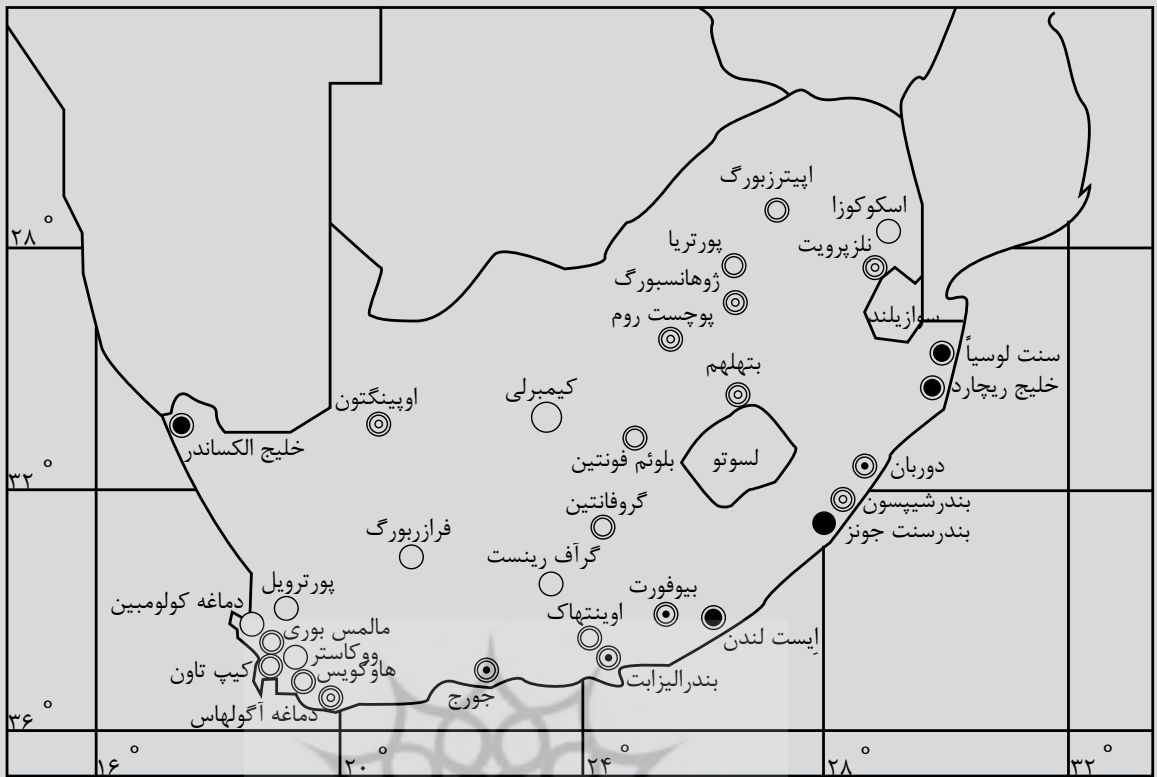 اپیترزبورگ
اسکوکوزا
پورتریا
نلزپرویت
°۲۸
ژوهانسبورگ
پوچست روم
سوازیلند
سنت لوسیاً
بتهلهم
خلیج ریچارد
کیمبرلی
اوپینگتون
خلیج الکساندر
بلوئم فونتین
لسوتو
دوربان
°۳۲
گروفانتین
بندرشیپسون
بندرسنت جونز
فرازربورگ
گرآف رینست
پورترویل
بیوفورت
دماغه کولومبین
اوینتهاک
مالمس بوری
اِیست لندن
ووکاستر
کیپ تاون
هاوگویس
بندرالیزابت
جورج
دماغه آگولهاس
°۳۶
°۱۶
°۲۰
°۲۴
°۲۸
°۳۲